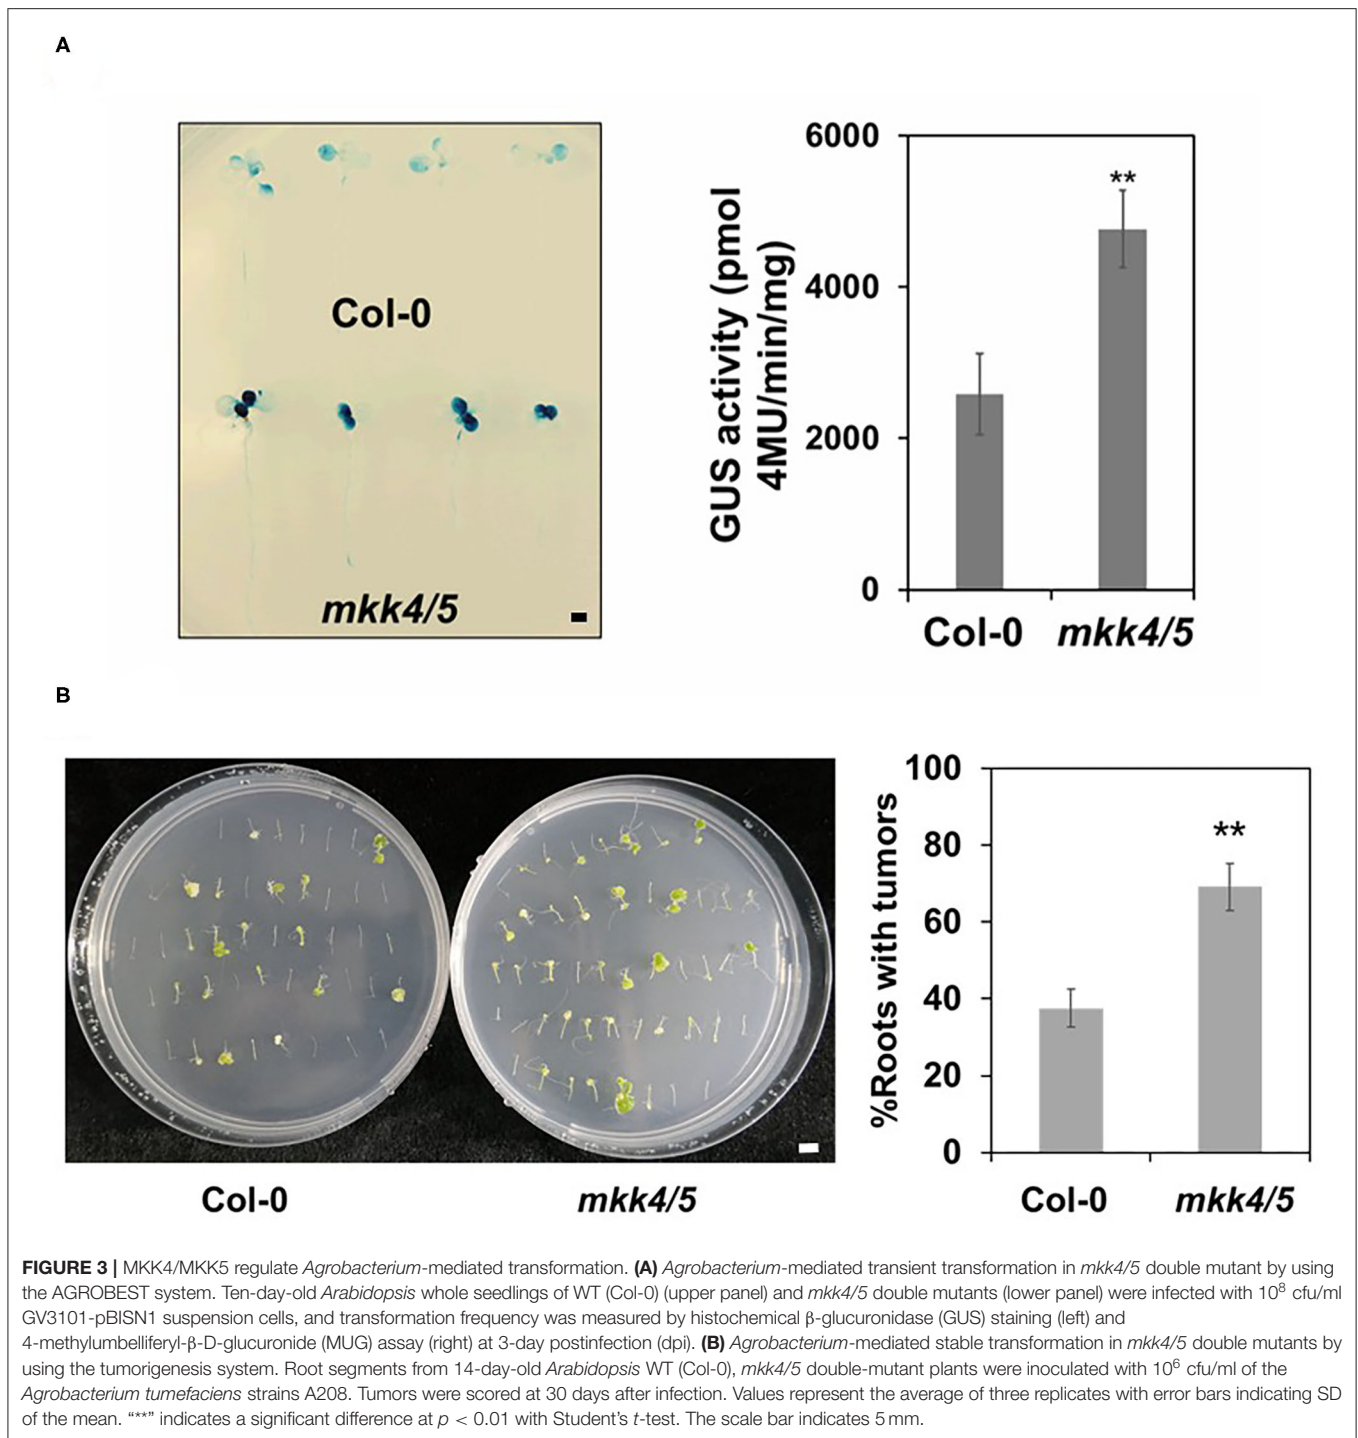 A
Col-0
mkk4/5
GUS activity (pmol
4MU/min/mg)
6000
4000
2000
0
**
Col-0 mkk4/5
B
Col-0 mkk4/5
%Roots with tumors
100
80
60
40
20
0
**
Col-0 mkk4/5
FIGURE 3 | MKK4/MKK5 regulate Agrobacterium-mediated transformation. (A) Agrobacterium-mediated transient transformation in mkk4/5 double mutant by using
the AGROBEST system. Ten-day-old Arabidopsis whole seedlings of WT (Col-0) (upper panel) and mkk4/5 double mutants (lower panel) were infected with 10⁸ cfu/ml
GV3101-pBISN1 suspension cells, and transformation frequency was measured by histochemical β-glucuronidase (GUS) staining (left) and
4-methylumbelliferyl-β-D-glucuronide (MUG) assay (right) at 3-day postinfection (dpi). (B) Agrobacterium-mediated stable transformation in mkk4/5 double mutants by
using the tumorigenesis system. Root segments from 14-day-old Arabidopsis WT (Col-0), mkk4/5 double-mutant plants were inoculated with 10⁶ cfu/ml of the
Agrobacterium tumefaciens strains A208. Tumors were scored at 30 days after infection. Values represent the average of three replicates with error bars indicating SD
of the mean. “**” indicates a significant difference at p < 0.01 with Student’s t-test. The scale bar indicates 5 mm.